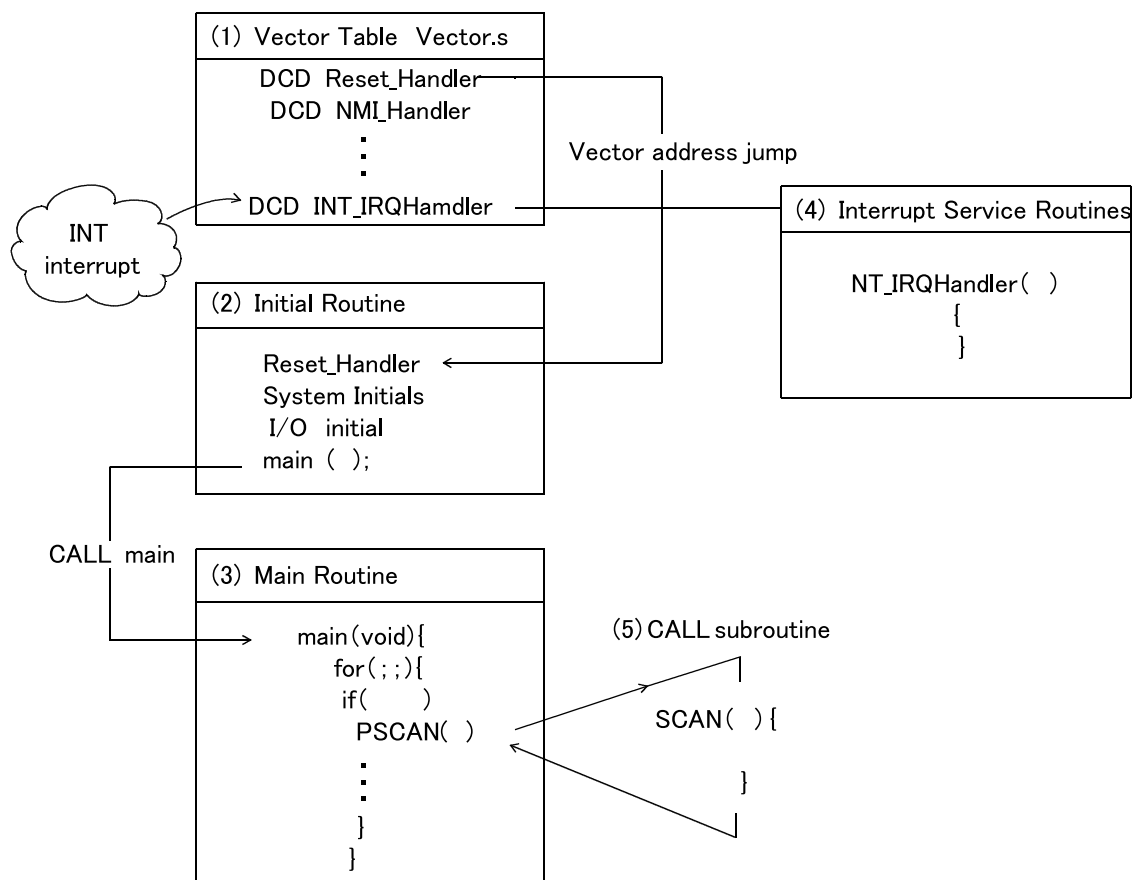 (1) Vector Table Vector.s
DCD Reset_Handler
DCD NMI_Handler
Vector address jump
DCD INT_IRQHamdler
INT
interrupt
(4) Interrupt Service Routines
NT_IRQHandler( )
{
}
(2) Initial Routine
Reset_Handler
System Initials
I/O initial
main ( );
CALL main
(3) Main Routine
main(void){
for(;;){
if( )
PSCAN( )
}
}
(5) CALL subroutine
SCAN( ){
}